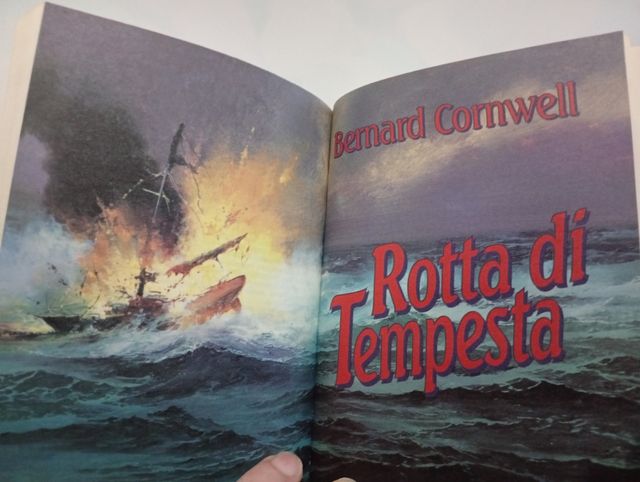 Bernard Cornwell
Rotta di
Tempesta